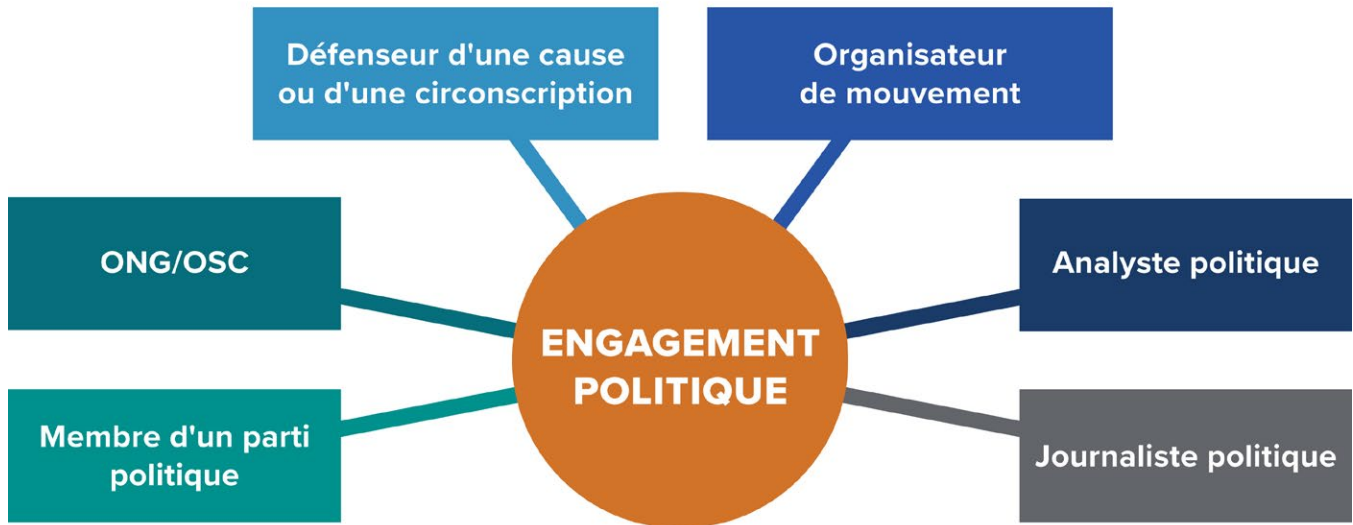 Défenseur d'une cause
ou d'une circonscription
Organisateur
de mouvement
ONG/OSC
Analyste politique
ENGAGEMENT
POLITIQUE
Membre d'un parti
politique
Journaliste politique